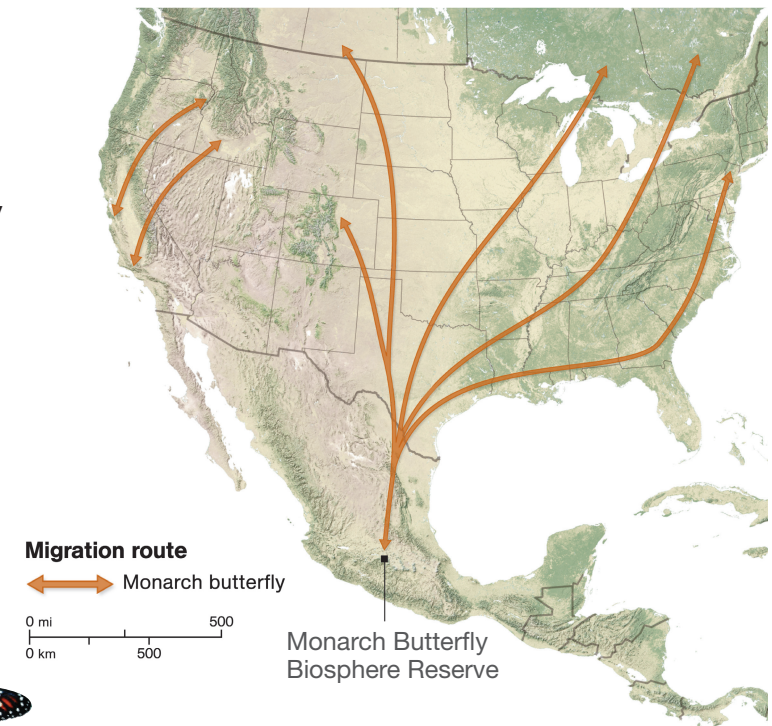 Migration route
Monarch butterfly
0 mi 500
0 km 500
Monarch Butterfly
Biosphere Reserve